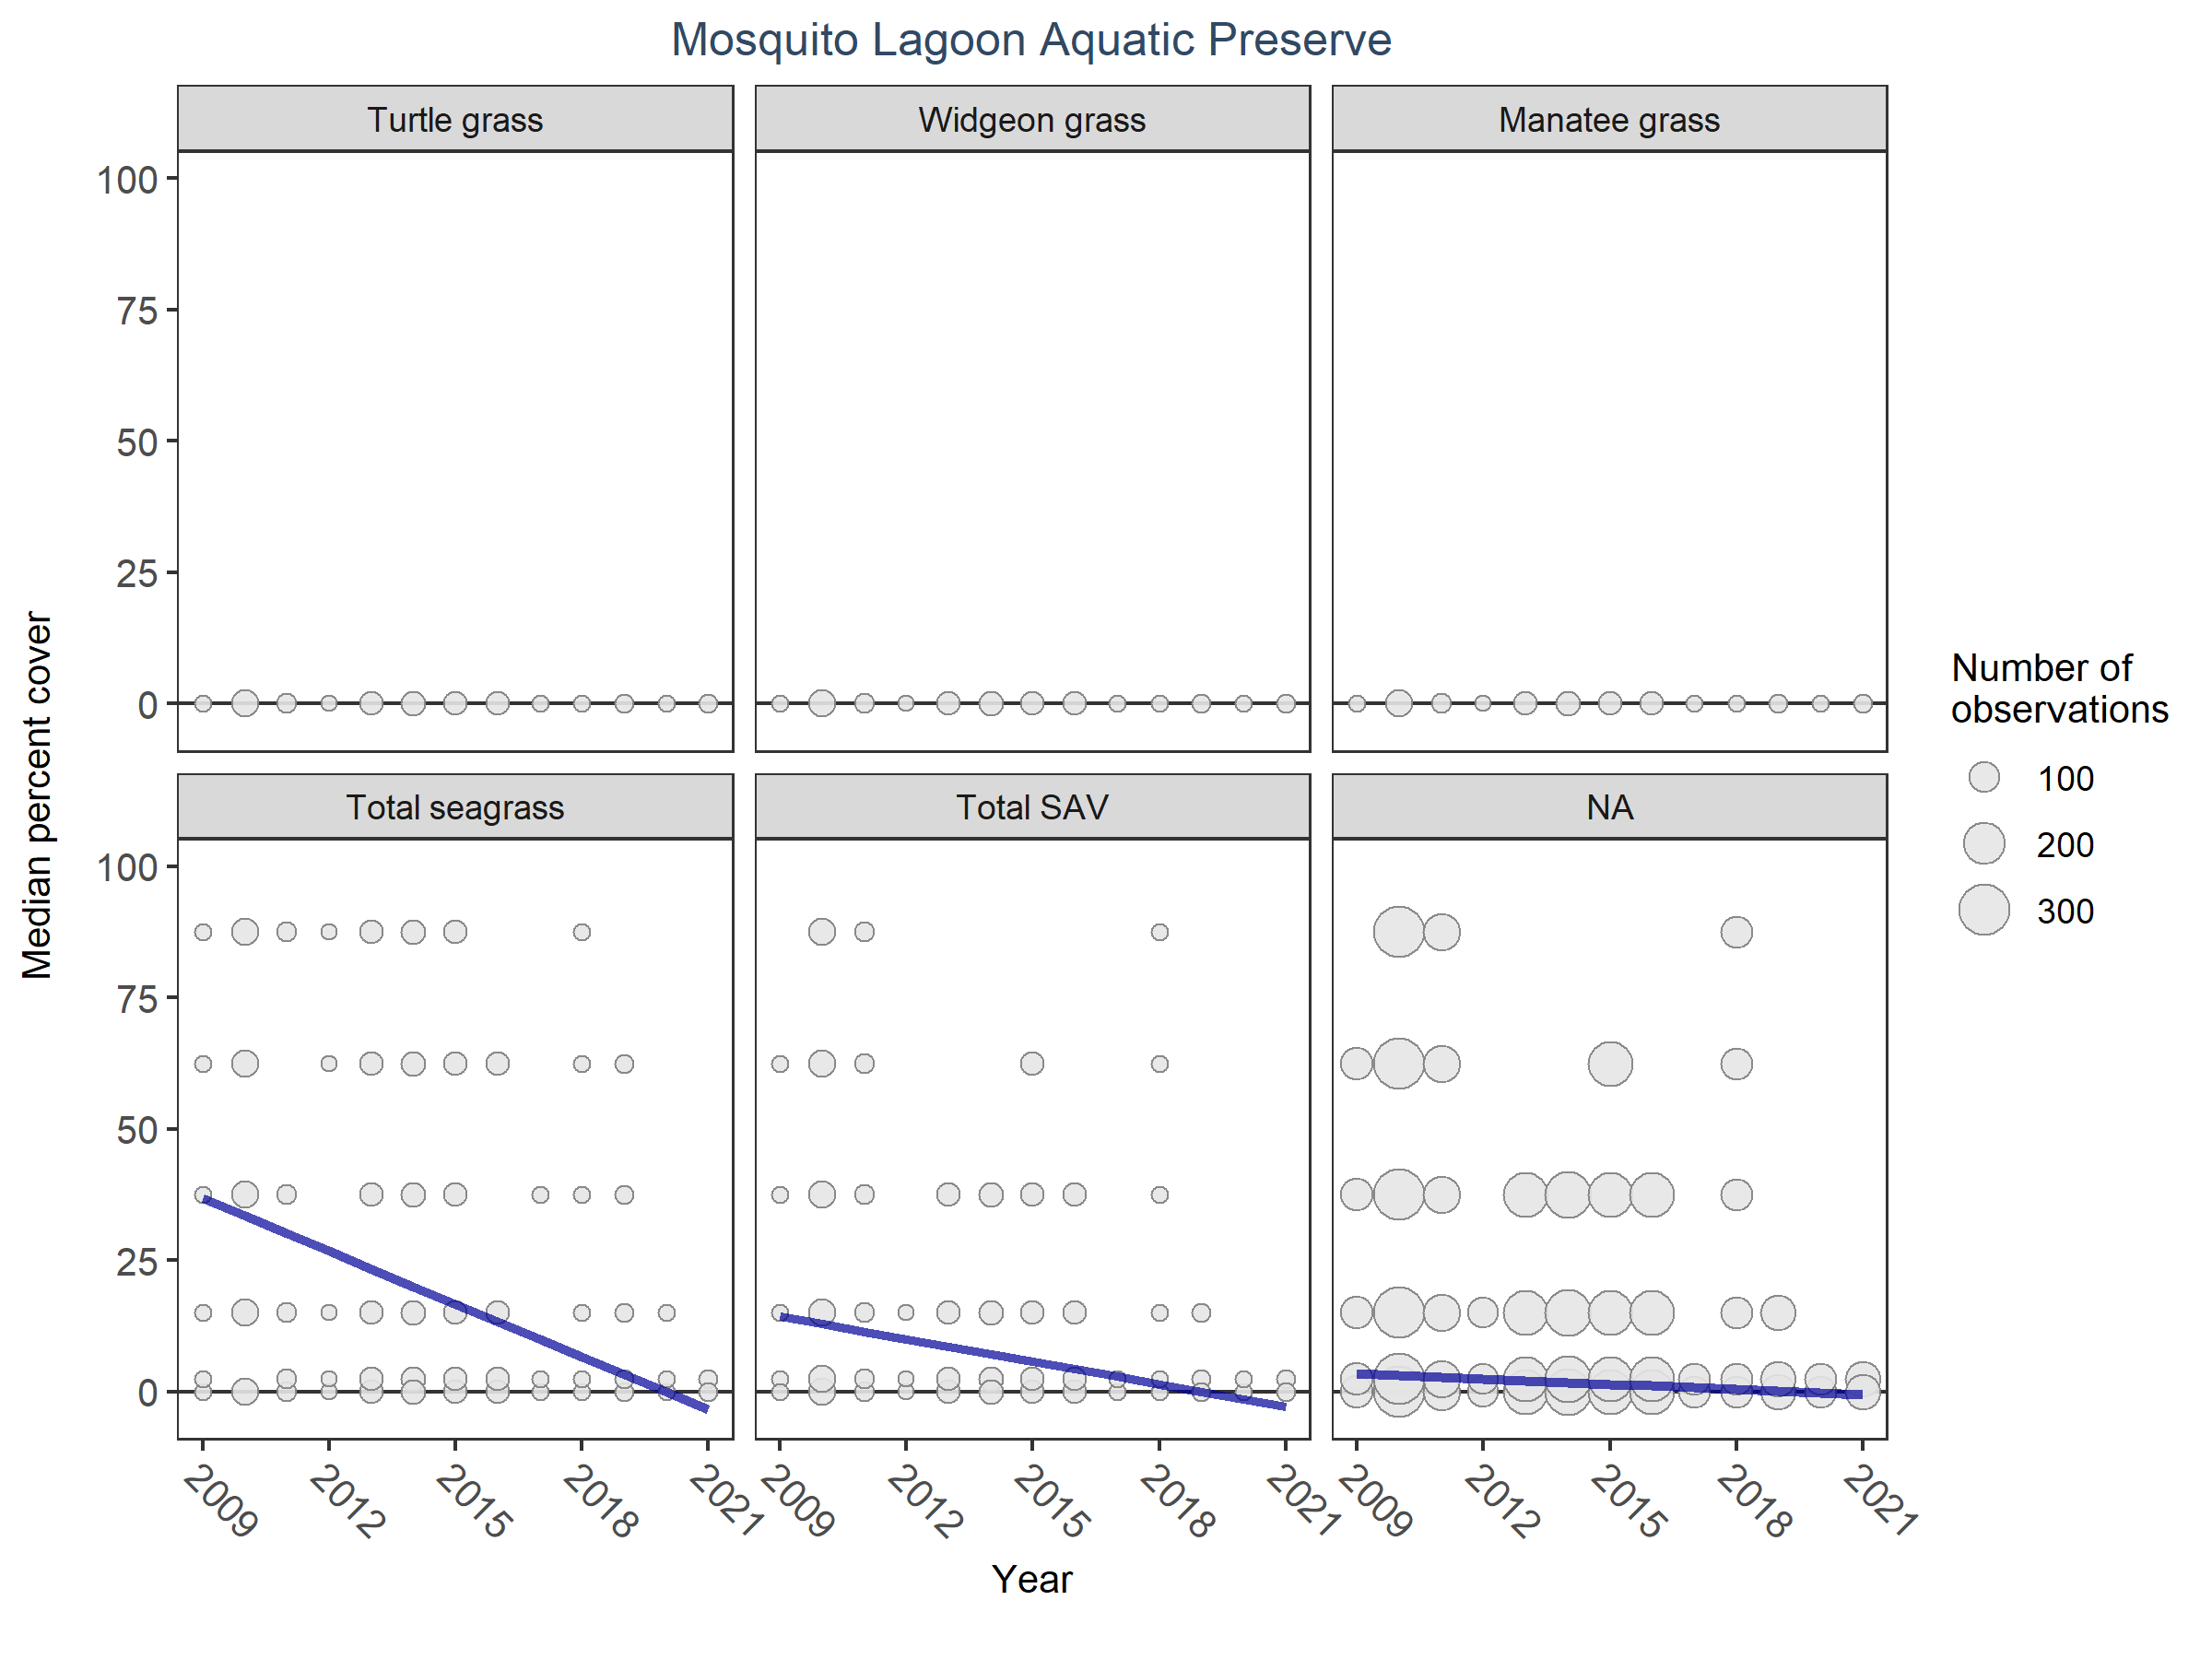 Mosquito Lagoon Aquatic Preserve
Turtle grass
Widgeon grass
Manatee grass
100
75
50
25
0
Total seagrass
Total SAV
NA
100
75
50
25
0
2009
2012
2015
2018
2021
2009
2012
2015
2018
2021
2009
2012
2015
2018
2021
Year
Median percent cover
Number of
observations
100
200
300